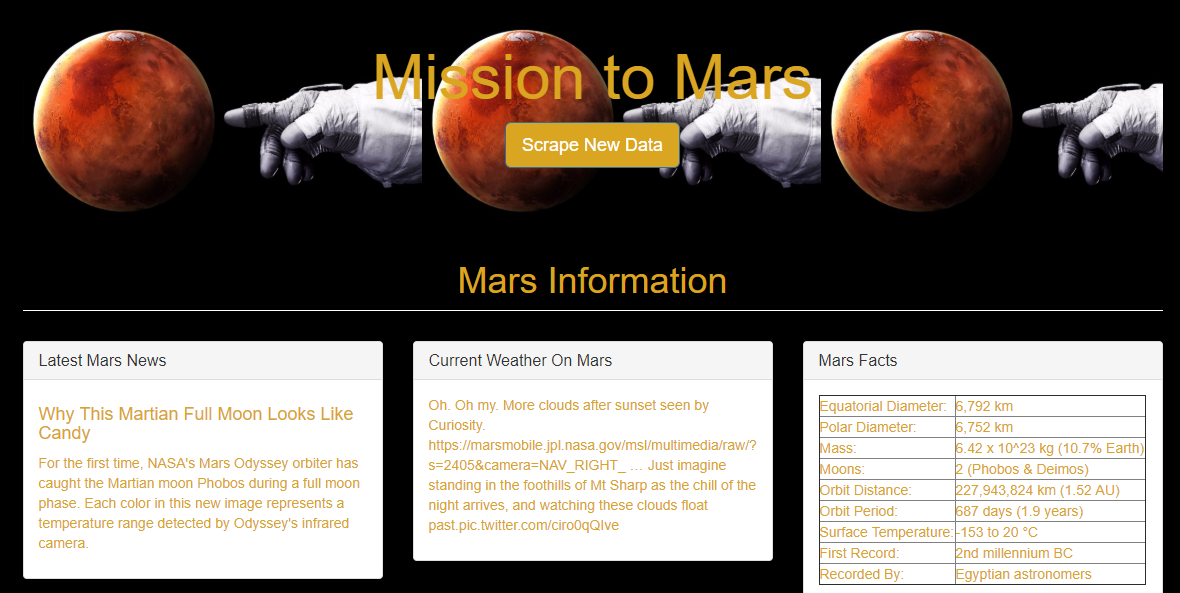 Mission to Mars
Scrape New Data
Mars Information
Latest Mars News
Why This Martian Full Moon Looks Like
Candy
For the first time, NASA's Mars Odyssey orbiter has
caught the Martian moon Phobos during a full moon
phase. Each color in this new image represents a
temperature range detected by Odyssey's infrared
camera.
Current Weather On Mars
Oh. Oh my. More clouds after sunset seen by
Curiosity.
https://marsmobile.jpl.nasa.gov/msl/multimedia/raw/?
s=2405&camera=NAV_RIGHT_ … Just imagine
standing in the foothills of Mt Sharp as the chill of the
night arrives, and watching these clouds float
past.pic.twitter.com/ciro0qQIve
Mars Facts
Equatorial Diameter: 6,792 km
Polar Diameter: 6,752 km
Mass: 6.42 x 10^23 kg (10.7% Earth)
Moons: 2 (Phobos & Deimos)
Orbit Distance: 227,943,824 km (1.52 AU)
Orbit Period: 687 days (1.9 years)
Surface Temperature: -153 to 20 °C
First Record: 2nd millennium BC
Recorded By: Egyptian astronomers